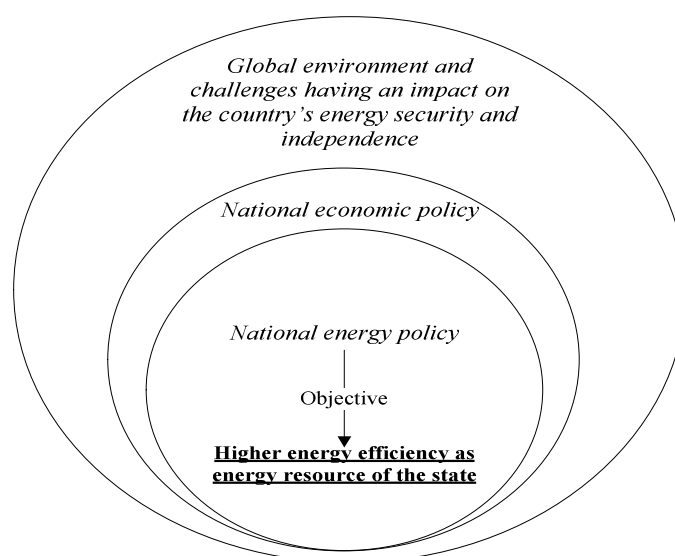 Global environment and
challenges having an impact on
the country’s energy security and
independence
National economic policy
National energy policy
Objective
Higher energy efficiency as
energy resource of the state